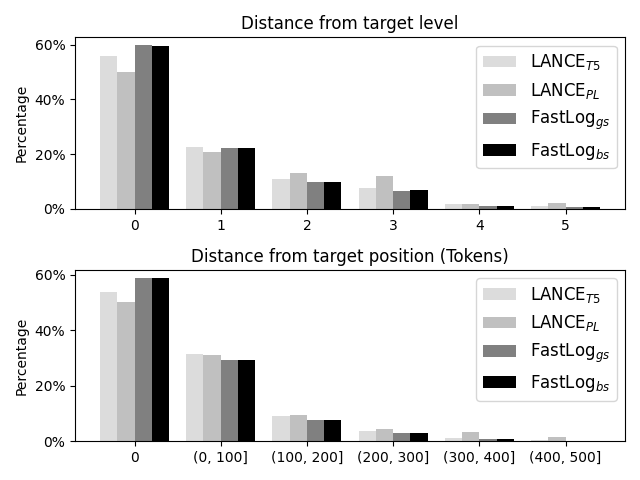 Distance from target level
60%
40%
20%
0%
Percentage
LANCE_T5
LANCE_PL
FastLog_gs
FastLog_bs
0 1 2 3 4 5
Distance from target position (Tokens)
60%
40%
20%
0%
Percentage
LANCE_T5
LANCE_PL
FastLog_gs
FastLog_bs
0 (0, 100] (100, 200] (200, 300] (300, 400] (400, 500]